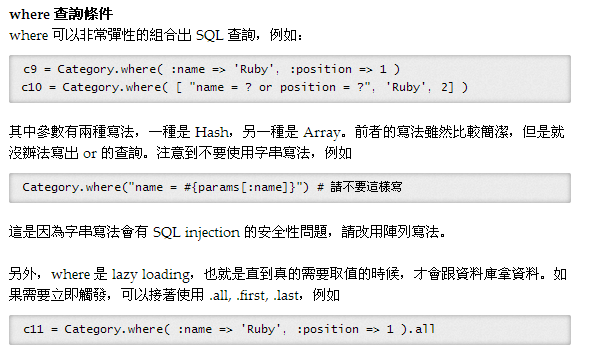 where 查詢條件
where 可以非常彈性的組合出 SQL 查詢，例如：
c9 = Category.where( :name => 'Ruby', :position => 1 )
c10 = Category.where( [ "name = ? or position = ?", 'Ruby', 2] )
其中參數有兩種寫法，一種是 Hash，另一種是 Array。前者的寫法雖然比較簡潔，但是就
沒辦法寫出 or 的查詢。注意到不要使用字串寫法，例如
Category.where("name = #{params[:name]}") # 請不要這樣寫
這是因為字串寫法會有 SQL injection 的安全性問題，請改用陣列寫法。
另外，where 是 lazy loading，也就是直到真的需要取值的時候，才會跟資料庫拿資料。如
果需要立即觸發，可以接著使用 .all, .first, .last，例如
c11 = Category.where( :name => 'Ruby', :position => 1 ).all